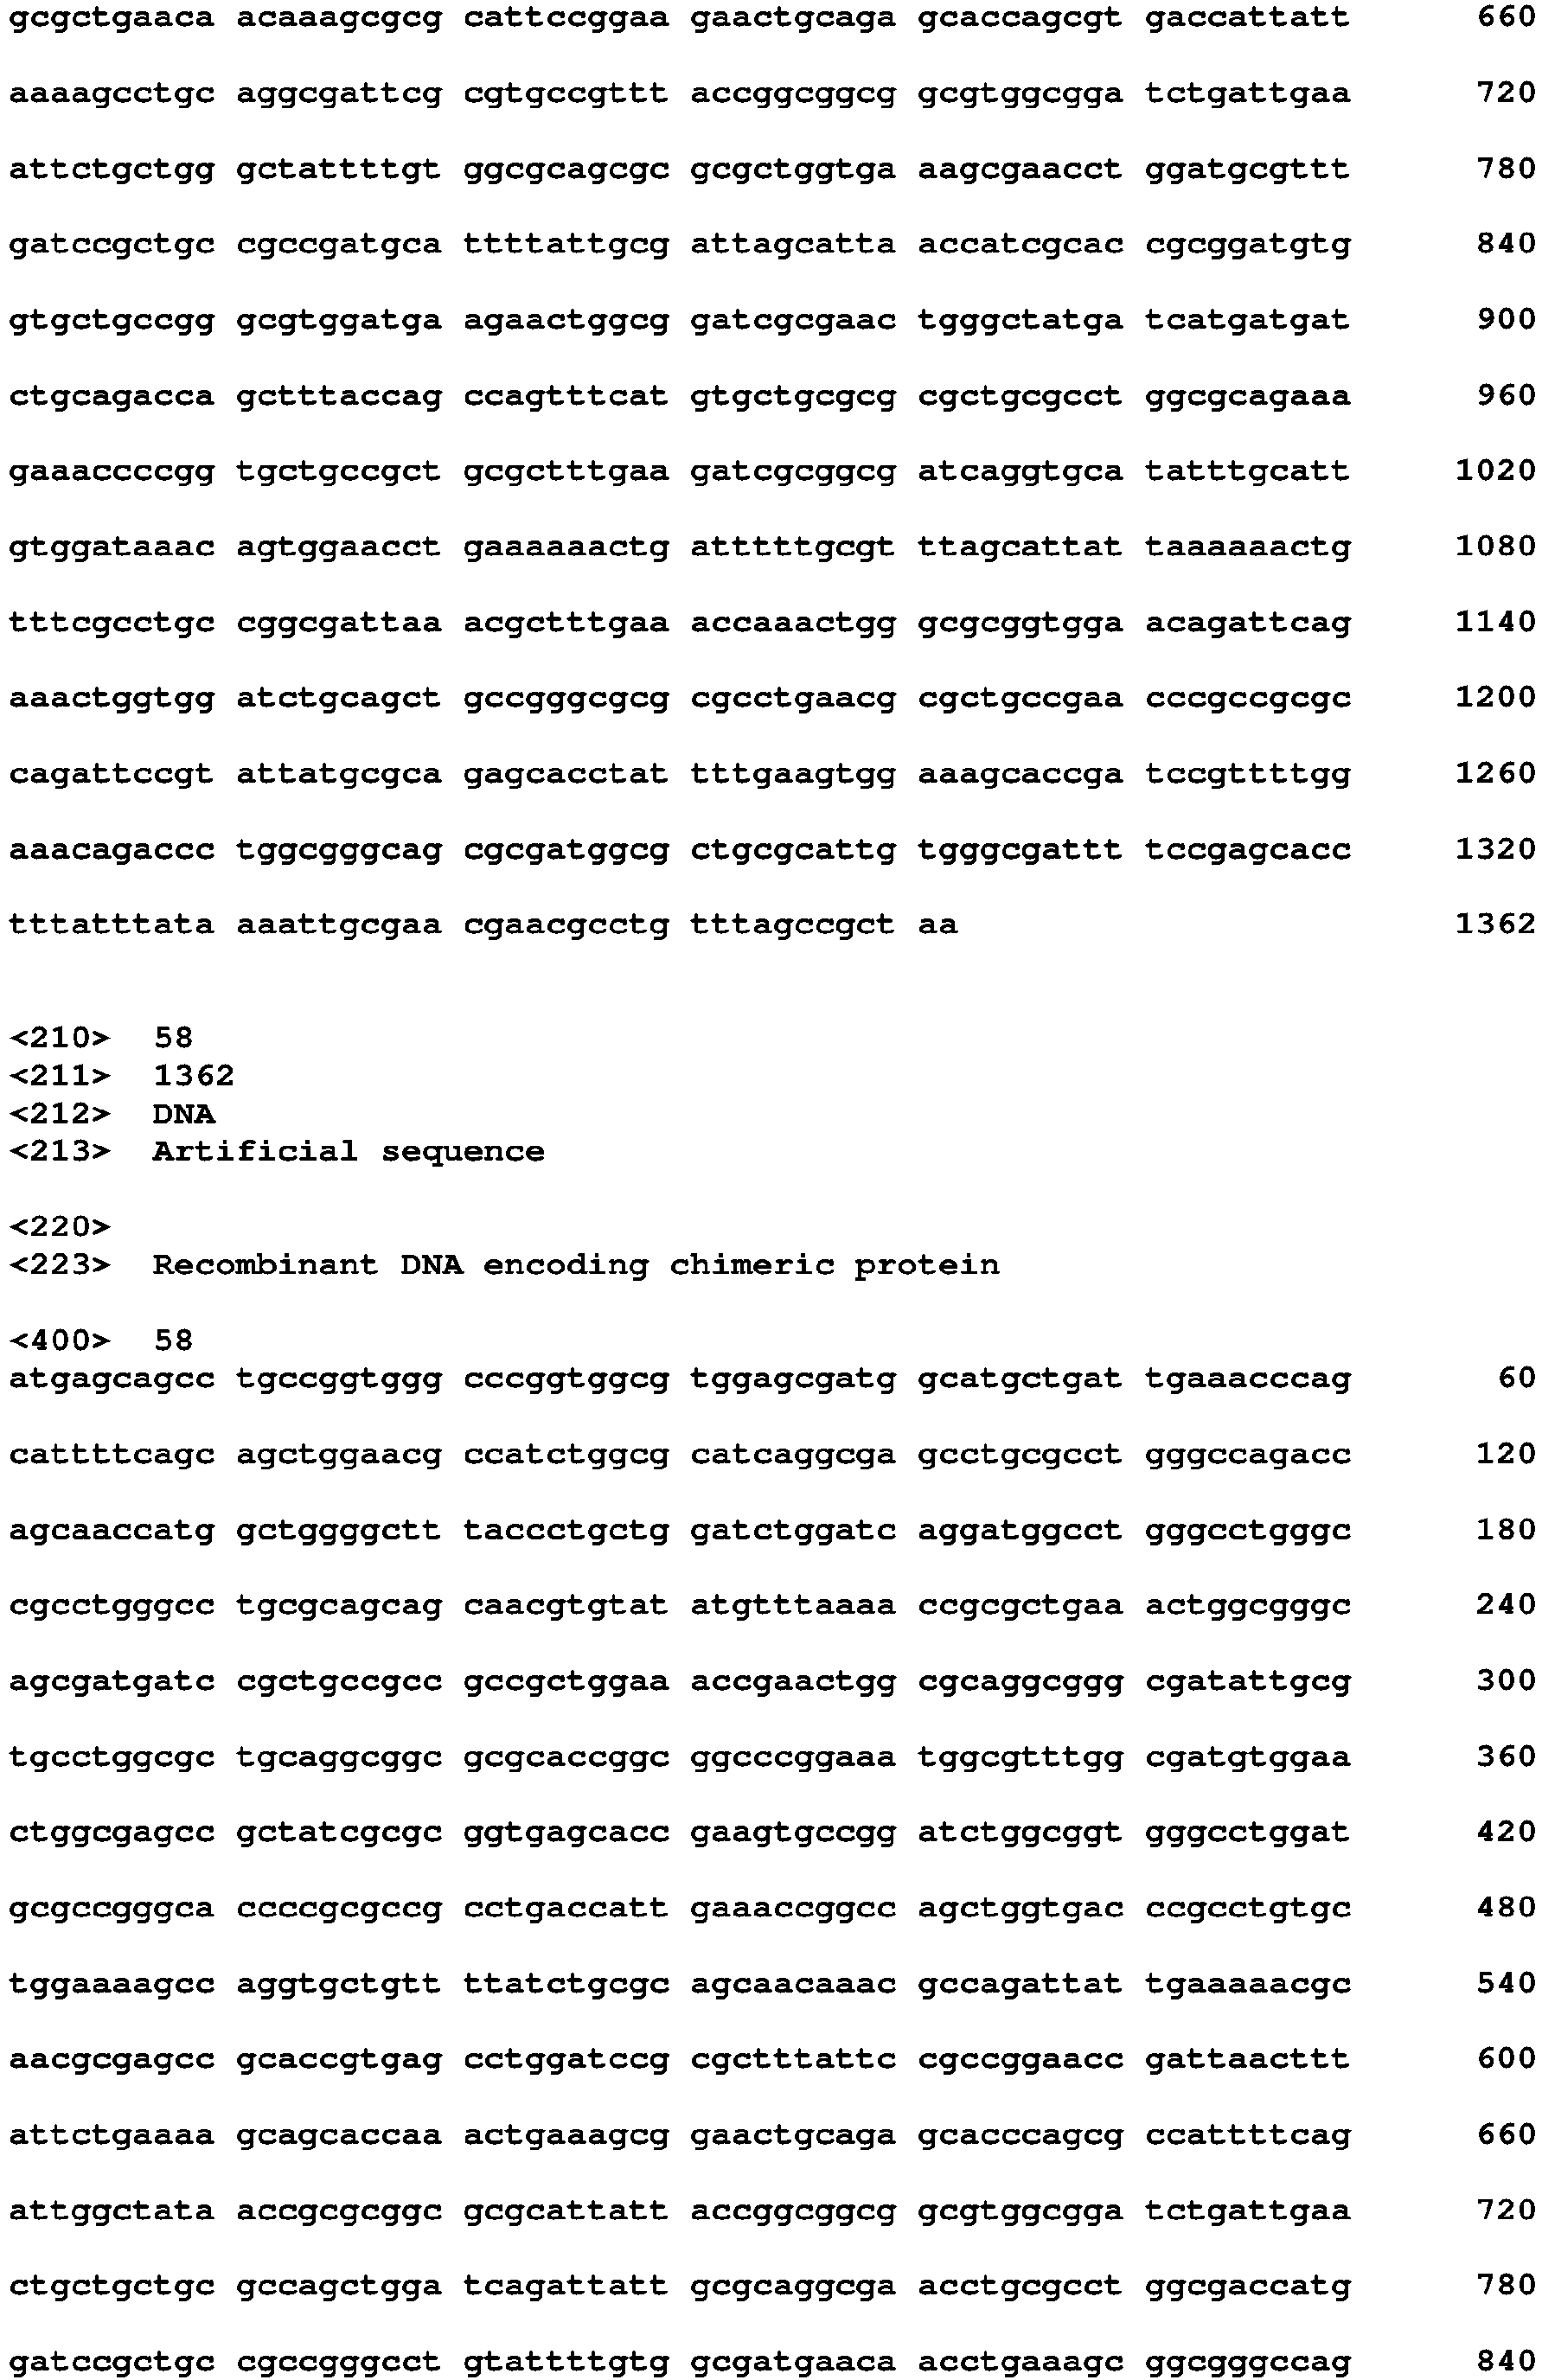 gcgctgaaca acaaagcgcg cattccggaa gaactgcaga gcaccagcgt gaccattatt 660
aaaagcctgc aggcgattcg cgtgccgttt accggcggcg gcgtggcgga tctgattgaa 720
attctgctgg gctattttgt ggcgcagcgc gcgctggtga aagcgaacct ggatgcgttt 780
gatccgctgc cgccgatgca ttttattgcg attagcatta accatcgcac cgcggatgtg 840
gtgctgccgg gcgtggatga agaactggcg gatcgcgaac tgggctatga tcatgatgat 900
ctgcagacca gctttaccag ccagtttcat gtgctgcgcg cgctgcgcct ggcgcagaaa 960
gaaaccccgg tgctgccgct gcgctttgaa gatcgcggcg atcaggtgca tatttgcatt 1020
gtggataaac agtggaacct gaaaaaactg atttttgcgt ttagcattat taaaaaactg 1080
tttcgcctgc cggcgattaa acgctttgaa accaaactgg gcgcggtgga acagattcag 1140
aaactggtgg atctgcagct gccgggcgcg cgcctgaacg cgctgccgaa cccgccgcgc 1200
cagattccgt attatgcgca gagcacctat tttgaagtgg aaagcaccga tccgttttgg 1260
aaacagaccc tggcgggcag cgcgatggcg ctgcgcattg tgggcgattt tccgagcacc 1320
tttatttata aaattgcgaa cgaacgcctg tttagccgct aa 1362
<210> 58
<211> 1362
<212> DNA
<213> Artificial sequence
<220>
<223> Recombinant DNA encoding chimeric protein
<400> 58
atgagcagcc tgccggtggg cccggtggcg tggagcgatg gcatgctgat tgaaacccag 60
cattttcagc agctggaacg ccatctggcg catcaggcga gcctgcgcct gggccagacc 120
agcaaccatg gctggggctt taccctgctg gatctggatc aggatggcct gggcctgggc 180
cgcctgggcc tgcgcagcag caacgtgtat atgtttaaaa ccgcgctgaa actggcgggc 240
agcgatgatc cgctgccgcc gccgctggaa accgaactgg cgcaggcggg cgatattgcg 300
tgcctggcgc tgcaggcggc gcgcaccggc ggcccggaaa tggcgtttgg cgatgtggaa 360
ctggcgagcc gctatcgcgc ggtgagcacc gaagtgccgg atctggcggt gggcctggat 420
gcgccgggca ccccgcgccg cctgaccatt gaaaccggcc agctggtgac ccgcctgtgc 480
tggaaaagcc aggtgctgtt ttatctgcgc agcaacaaac gccagattat tgaaaaacgc 540
aacgcgagcc gcaccgtgag cctggatccg cgctttattc cgccggaacc gattaacttt 600
attctgaaaa gcagcaccaa actgaaagcg gaactgcaga gcacccagcg ccattttcag 660
attggctata accgcgcggc gcgcattatt accggcggcg gcgtggcgga tctgattgaa 720
ctgctgctgc gccagctgga tcagattatt gcgcaggcga acctgcgcct ggcgaccatg 780
gatccgctgc cgccgggcct gtattttgtg gcgatgaaca acctgaaagc ggcgggccag 840